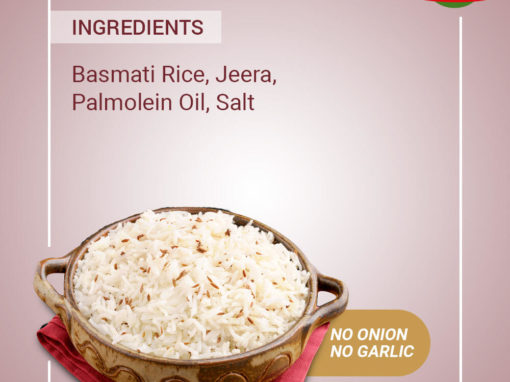 INGREDIENTS
Basmati Rice, Jeera,
Palmolein Oil, Salt
NO ONION
NO GARLIC